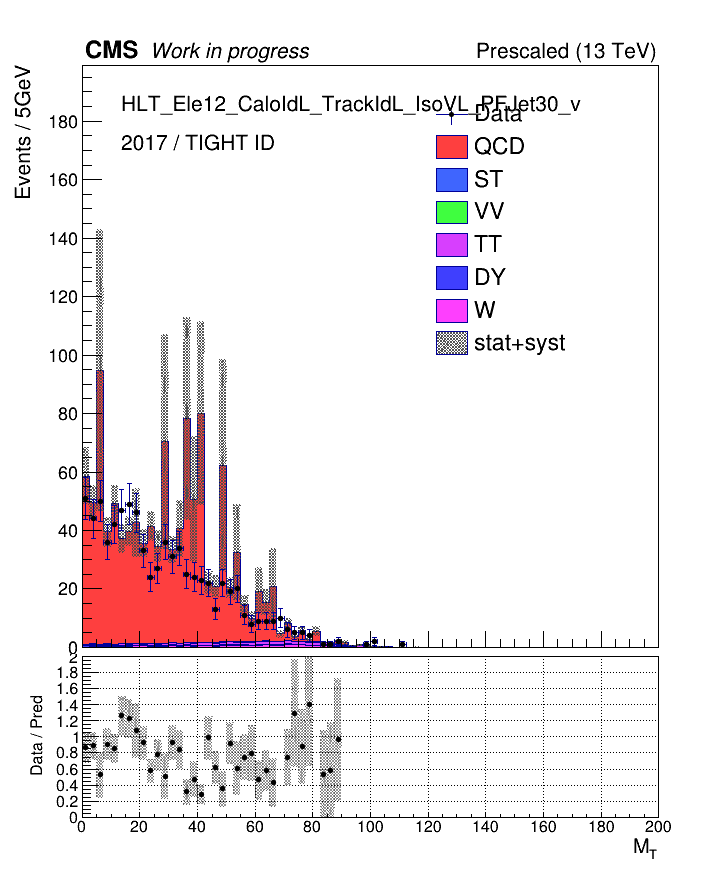 CMS Work in progress Prescaled (13 TeV)
Events / 5GeV
HLT_Ele12_CaloIdL_TrackIdL_IsoVL_PFJet30_v
2017 / TIGHT ID
Data
QCD
ST
VV
TT
DY
W
stat+syst
180
160
140
120
100
80
60
40
20
0
Data / Pred
2
1.8
1.6
1.4
1.2
1
0.8
0.6
0.4
0.2
0
0 20 40 60 80 100 120 140 160 180 200
M_T